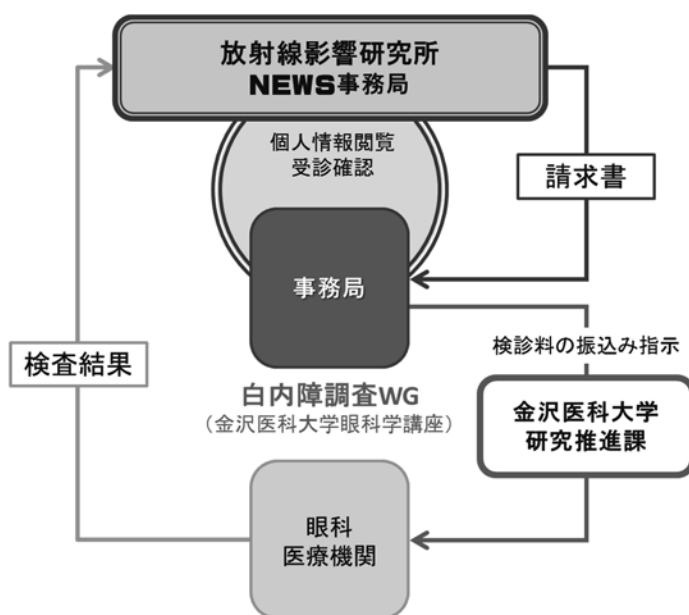 放射線影響研究所
NEWS事務局
個人情報閲覧
受診確認
請求書
事務局
検診料の振込み指示
検査結果
白内障調査WG
（金沢医科大学眼科学講座）
金沢医科大学
研究推進課
眼科
医療機関